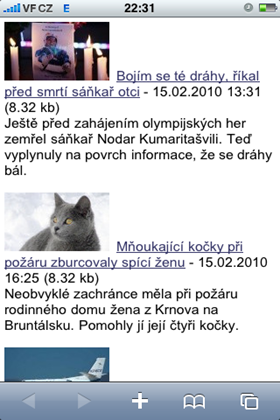 VF CZ E 22:31
Bojím se té dráhy, říkal
před smrtí sáňkař otci - 15.02.2010 13:31
(8.32 kb)
Ještě před zahájením olympijských her
zemřel sáňkař Nodar Kumaritašvili. Teď
vyplynuly na povrch informace, že se dráhy
bál.
Mňoukající kočky při
požáru zburcovaly spící ženu - 15.02.2010
16:25 (8.32 kb)
Neobvyklé zachránce měla při požáru
rodinného domu žena z Krnova na
Bruntálsku. Pomohly jí její čtyři kočky.